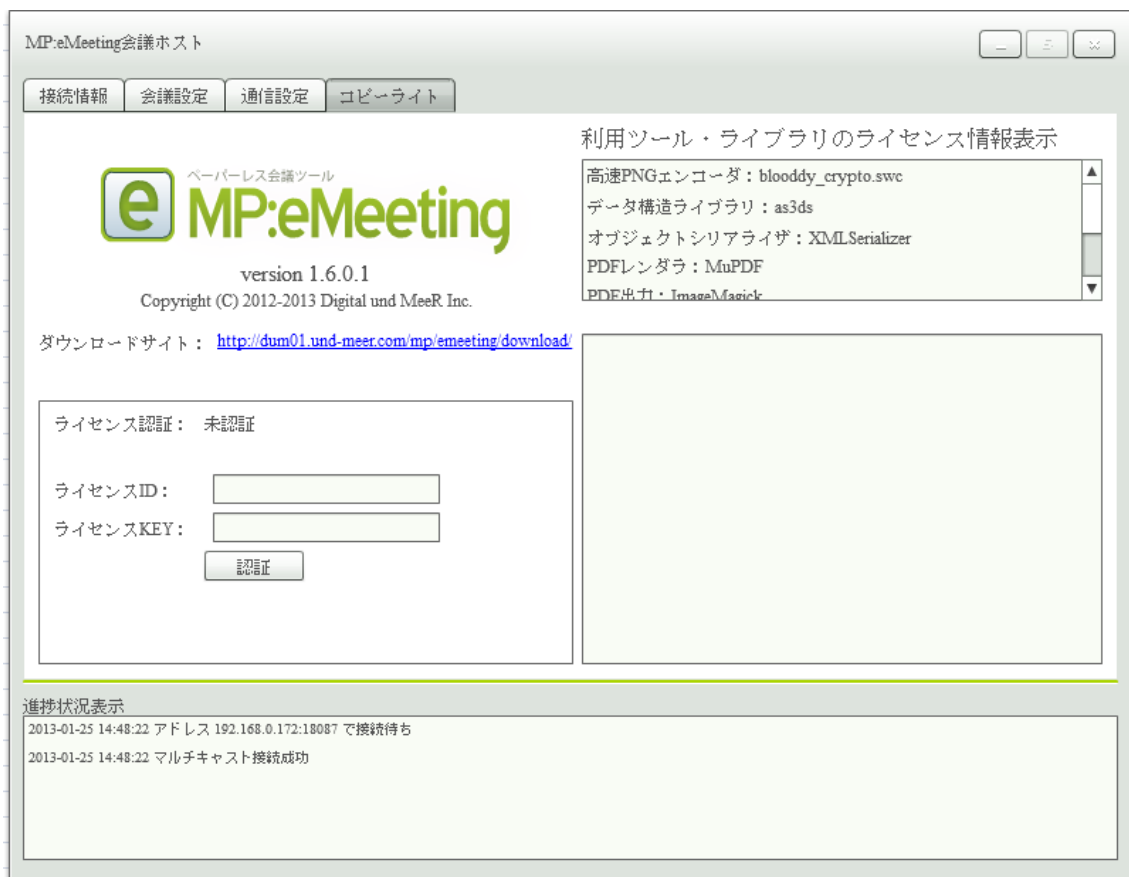 MP:eMeeting会議ホスト
接続情報 会議設定 通信設定 コピーライト
利用ツール・ライブラリのライセンス情報表示
高速PNGエンコーダ：blooddy_crypto.swc
データ構造ライブラリ：as3ds
オブジェクトシリアライザ：XMLSerializer
PDFレンダラ：MuPDF
PDF出力：ImageMagick
e
ペーパーレス会議ツール
MP:eMeeting
version 1.6.0.1
Copyright (C) 2012-2013 Digital und MeeR Inc.
ダウンロードサイト： http://dum01.und-meer.com/mp/emeeting/download/
ライセンス認証： 未認証
ライセンスID：
ライセンスKEY：
認証
進捗状況表示
2013-01-25 14:48:22 アドレス 192.168.0.172:18087 で接続待ち
2013-01-25 14:48:22 マルチキャスト接続成功